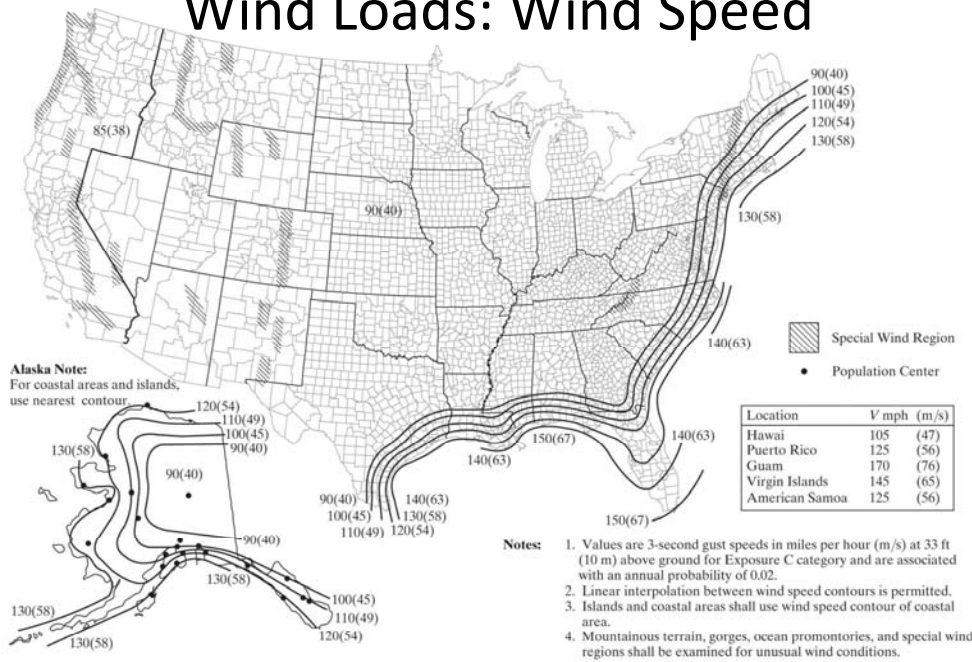 Wind Loads: Wind Speed
90(40)
100(45)
110(49)
120(54)
130(58)
85(38)
90(40)
130(58)
140(63)
Special Wind Region
Population Center
Alaska Note:
For coastal areas and islands,
use nearest contour.
120(54)
110(49)
100(45)
90(40)
130(58)
90(40)
90(40)
130(58)
100(45)
110(49)
120(54)
130(58)
130(58)
90(40)
100(45)
110(49)
140(63)
130(58)
120(54)
140(63)
150(67)
140(63)
150(67)
Location V mph (m/s)
Hawai 105 (47)
Puerto Rico 125 (56)
Guam 170 (76)
Virgin Islands 145 (65)
American Samoa 125 (56)
Notes: 1. Values are 3-second gust speeds in miles per hour (m/s) at 33 ft
(10 m) above ground for Exposure C category and are associated
with an annual probability of 0.02.
2. Linear interpolation between wind speed contours is permitted.
3. Islands and coastal areas shall use wind speed contour of coastal
area.
4. Mountainous terrain, gorges, ocean promontories, and special wind
regions shall be examined for unusual wind conditions.